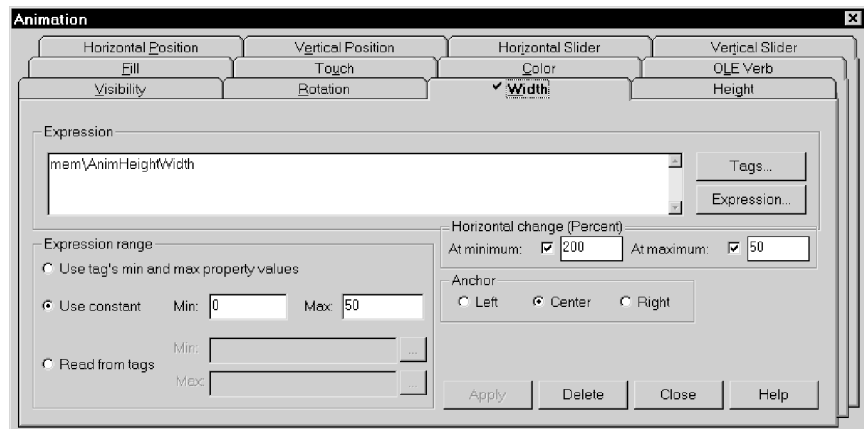 Animation
Horizontal Position Vertical Position Horizontal Slider Vertical Slider
Fill Touch Color OLE Verb
Visibility Rotation Width Height
Expression
mem\AnimHeightWidth
Tags...
Expression...
Expression range
Use tag's min and max property values
Use constant Min: 0 Max: 50
Read from tags
Min: ...
Max: ...
Horizontal change (Percent)
At minimum: 200 At maximum: 50
Anchor
Left Center Right
Apply Delete Close Help